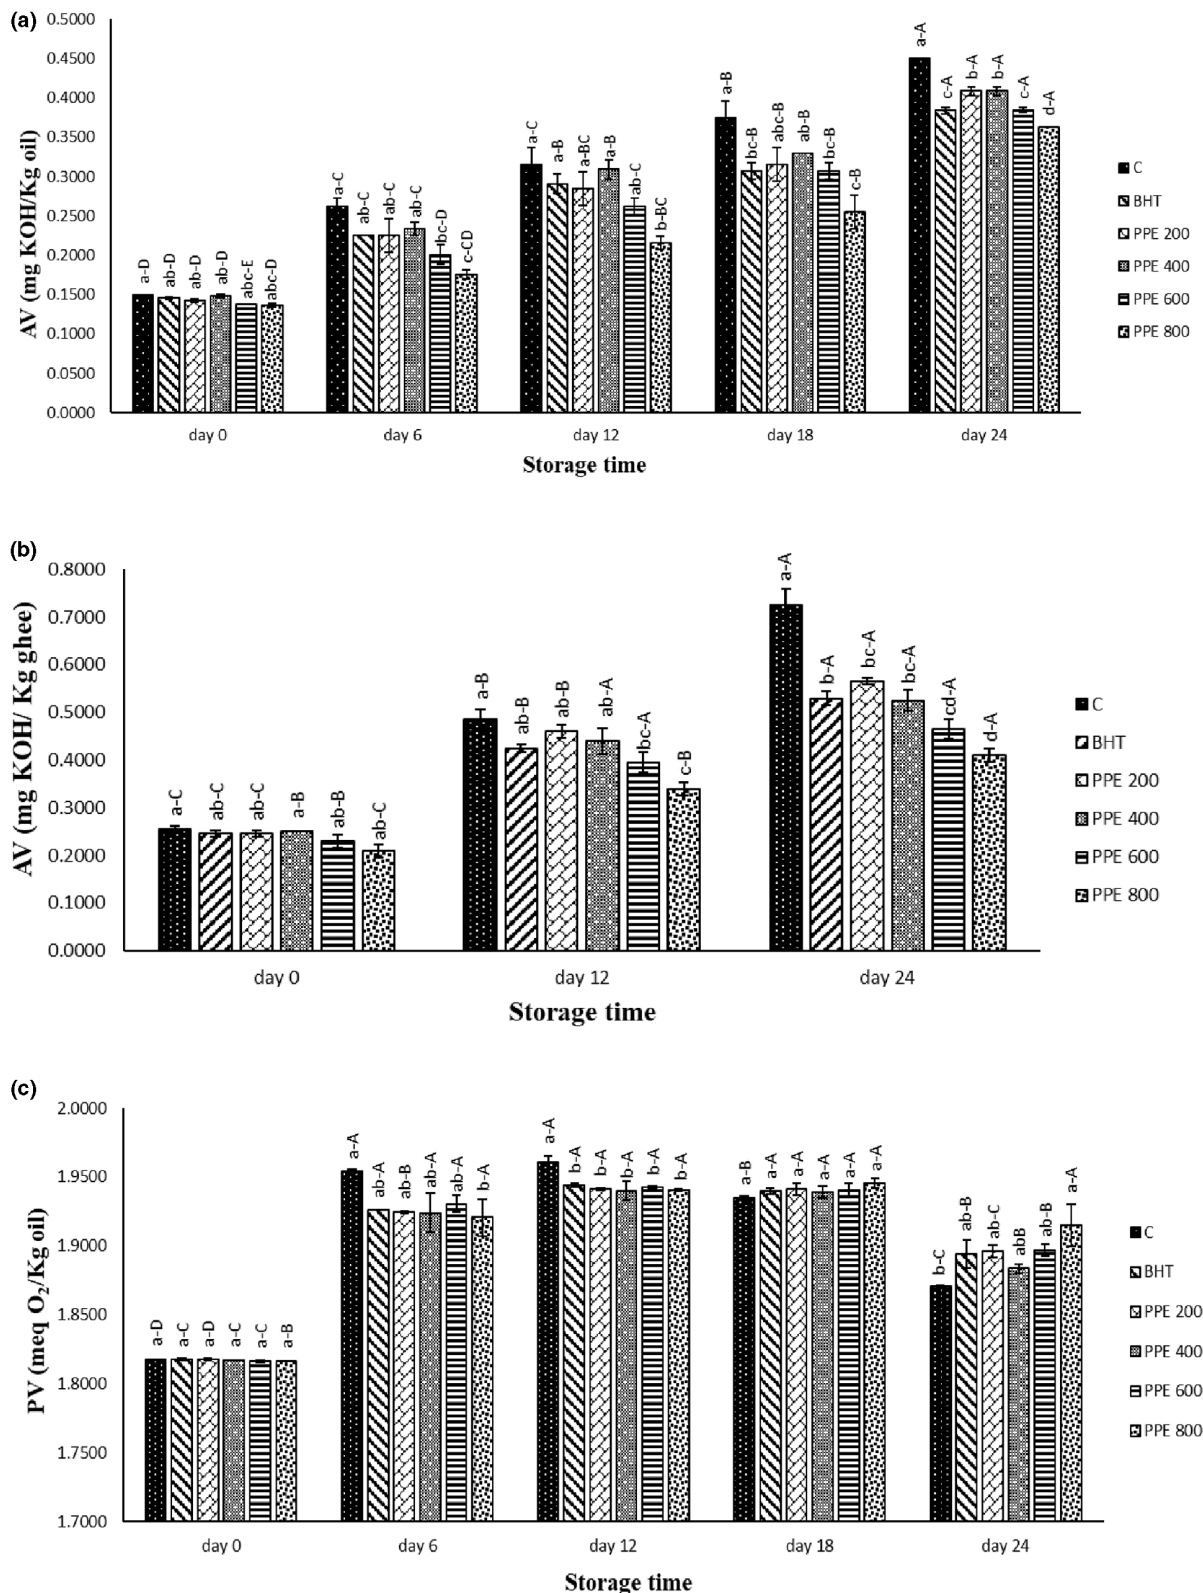 (a)
0.5000
0.4500
0.4000
0.3500
0.3000
0.2500
0.2000
0.1500
0.1000
0.0500
0.0000
AV (mg KOH/Kg oil)
a-D ab-D ab-D ab-D abc-E abc-D
a-C ab-C ab-C ab-C bc-D c-CD
a-C a-B a-BC a-B ab-C b-BC
a-B bc-B abc-B ab-B bc-B c-B
a-A c-A b-A b-A c-A d-A
day 0 day 6 day 12 day 18 day 24
Storage time
C
BHT
PPE 200
PPE 400
PPE 600
PPE 800
(b)
0.8000
0.7000
0.6000
0.5000
0.4000
0.3000
0.2000
0.1000
0.0000
AV (mg KOH/ Kg ghee)
a-C ab-C ab-C a-B ab-B ab-C
a-B ab-B ab-B ab-A bc-A c-B
a-A b-A bc-A bc-A cd-A d-A
day 0 day 12 day 24
Storage time
C
BHT
PPE 200
PPE 400
PPE 600
PPE 800
(c)
2.0000
1.9500
1.9000
1.8500
1.8000
1.7500
1.7000
PV (meq O₂/Kg oil)
a-D a-C a-D a-C a-C a-B
a-A ab-A ab-B ab-A ab-A b-A
a-A b-A b-A b-A b-A b-A
a-B a-A a-A a-A a-A a-A
b-C ab-B ab-C abB ab-B a-A
day 0 day 6 day 12 day 18 day 24
Storage time
C
BHT
PPE 200
PPE 400
PPE 600
PPE 800